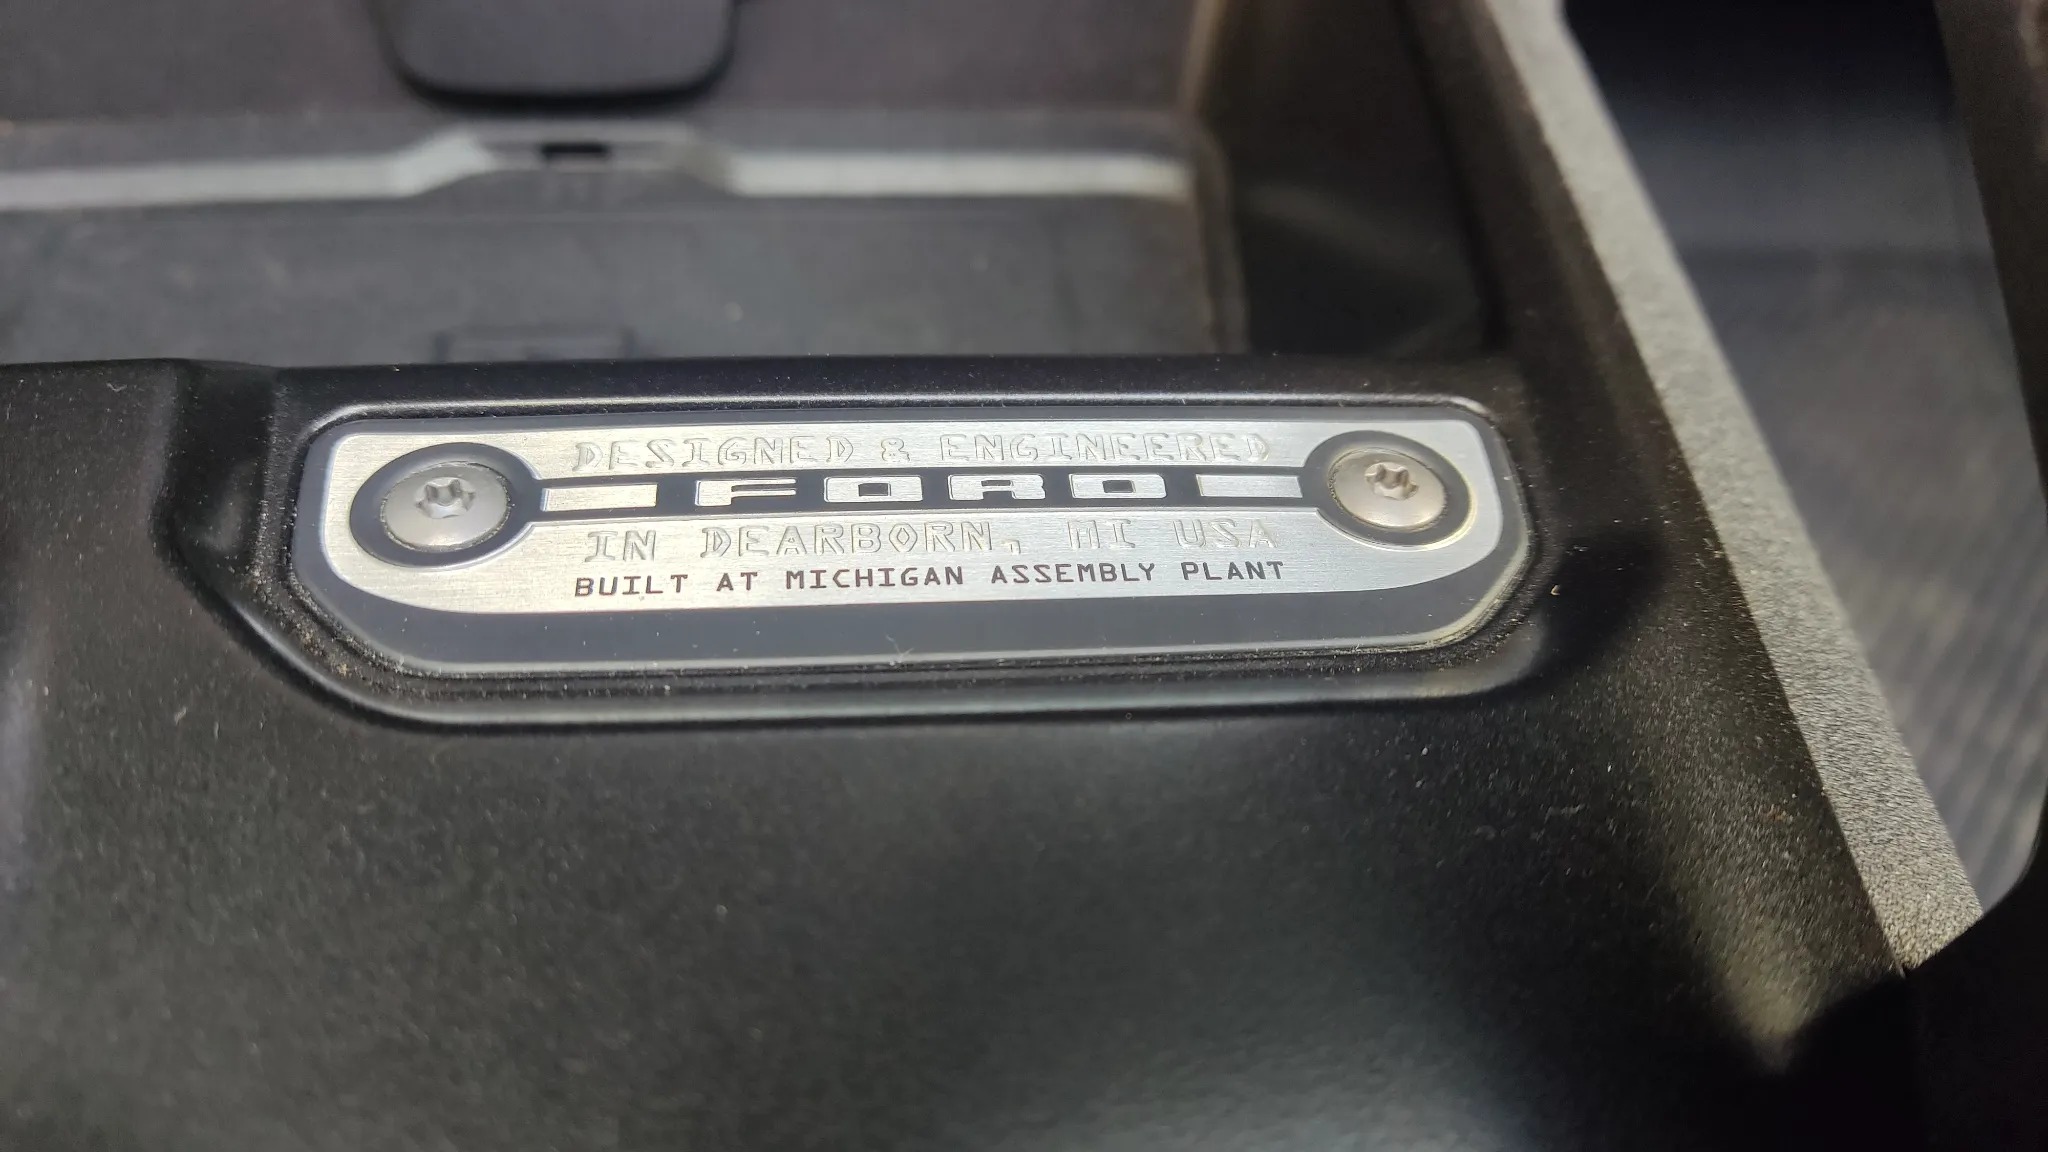 DESIGNED & ENGINEERED
FORD
IN DEARBORN, MI USA
BUILT AT MICHIGAN ASSEMBLY PLANT